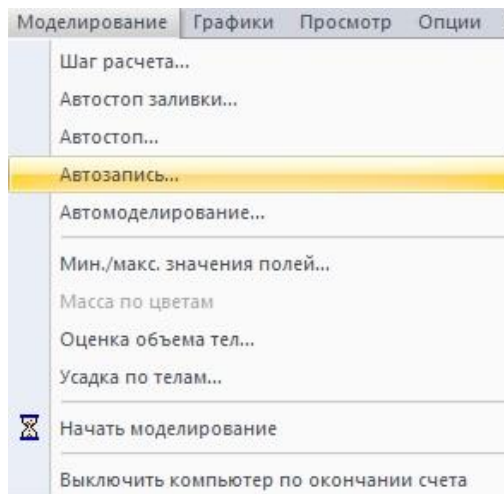 Моделирование Графики Просмотр Опции
Шаг расчета...
Автостоп заливки...
Автостоп...
Автозапись...
Автомоделирование...
Мин./макс. значения полей...
Масса по цветам
Оценка объема тел...
Усадка по телам...
Начать моделирование
Выключить компьютер по окончании счета